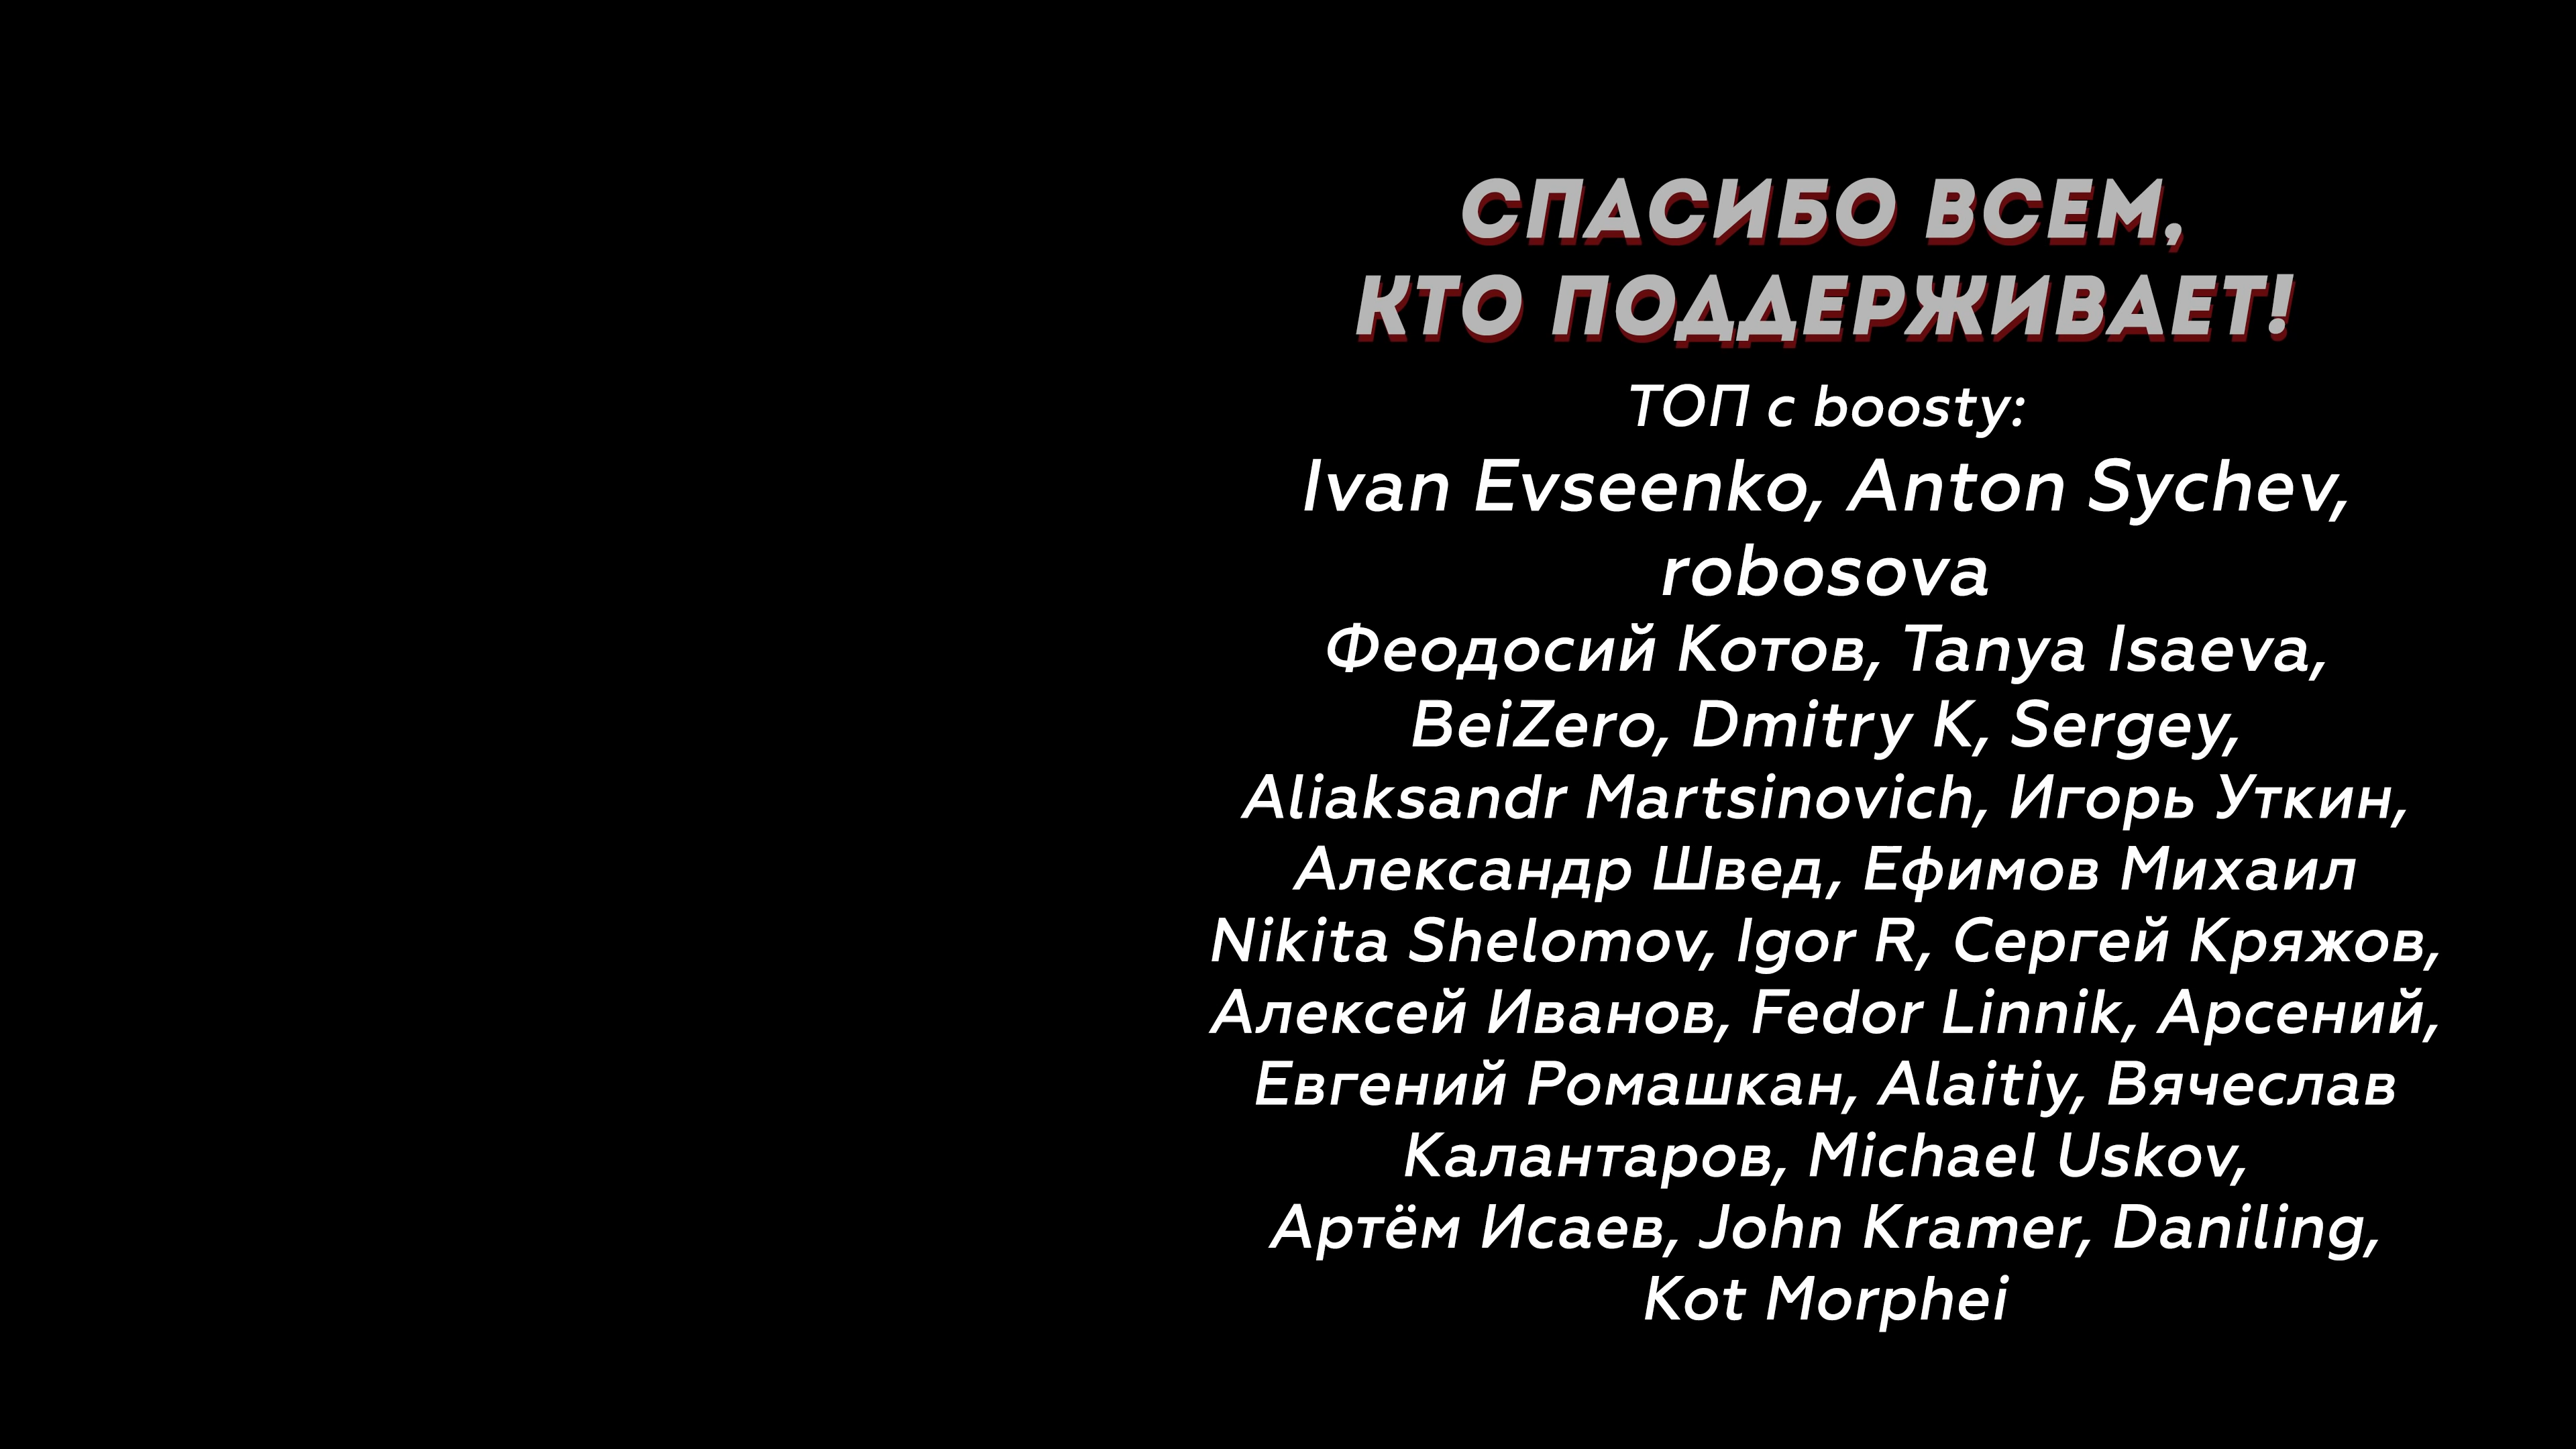 СПАСИБО ВСЕМ,
КТО ПОДДЕРЖИВАЕТ!
ТОП с boosty:
Ivan Evseenko, Anton Sychev,
robosova
Феодосий Котов, Tanya Isaeva,
BeiZero, Dmitry K, Sergey,
Aliaksandr Martsinovich, Игорь Уткин,
Александр Швед, Ефимов Михаил
Nikita Shelomov, Igor R, Сергей Кряжов,
Алексей Иванов, Fedor Linnik, Арсений,
Евгений Ромашкан, Alaitiy, Вячеслав
Калантаров, Michael Uskov,
Артём Исаев, John Kramer, Daniling,
Kot Morphei